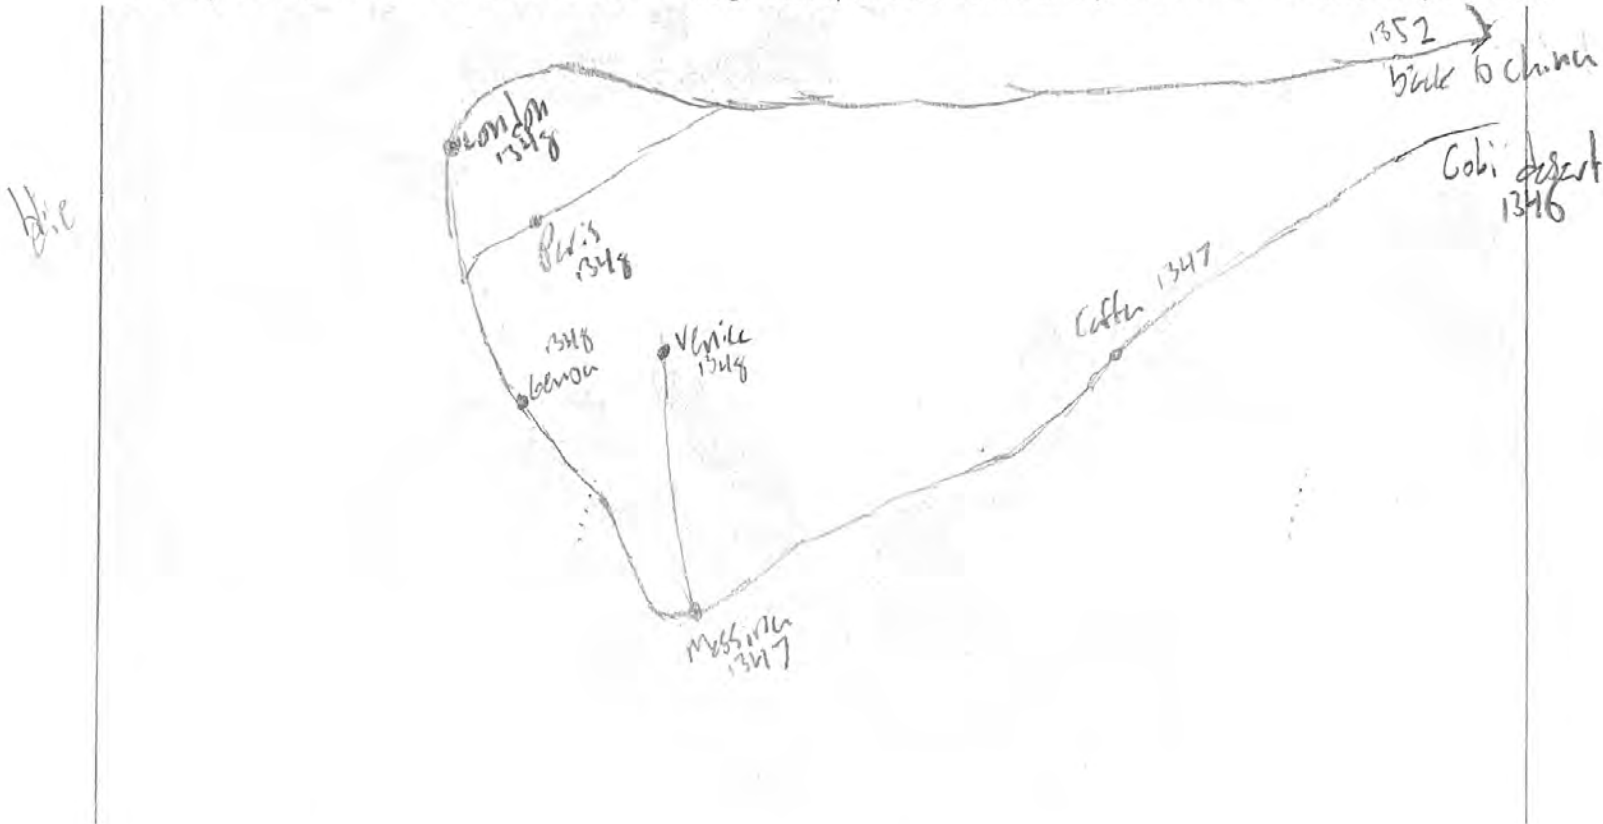 1352
back to china
London
1348
Gobi desert
1346
Paris
1348
Caffa 1347
1348
Genoa
Venice
1348
Messina
1347